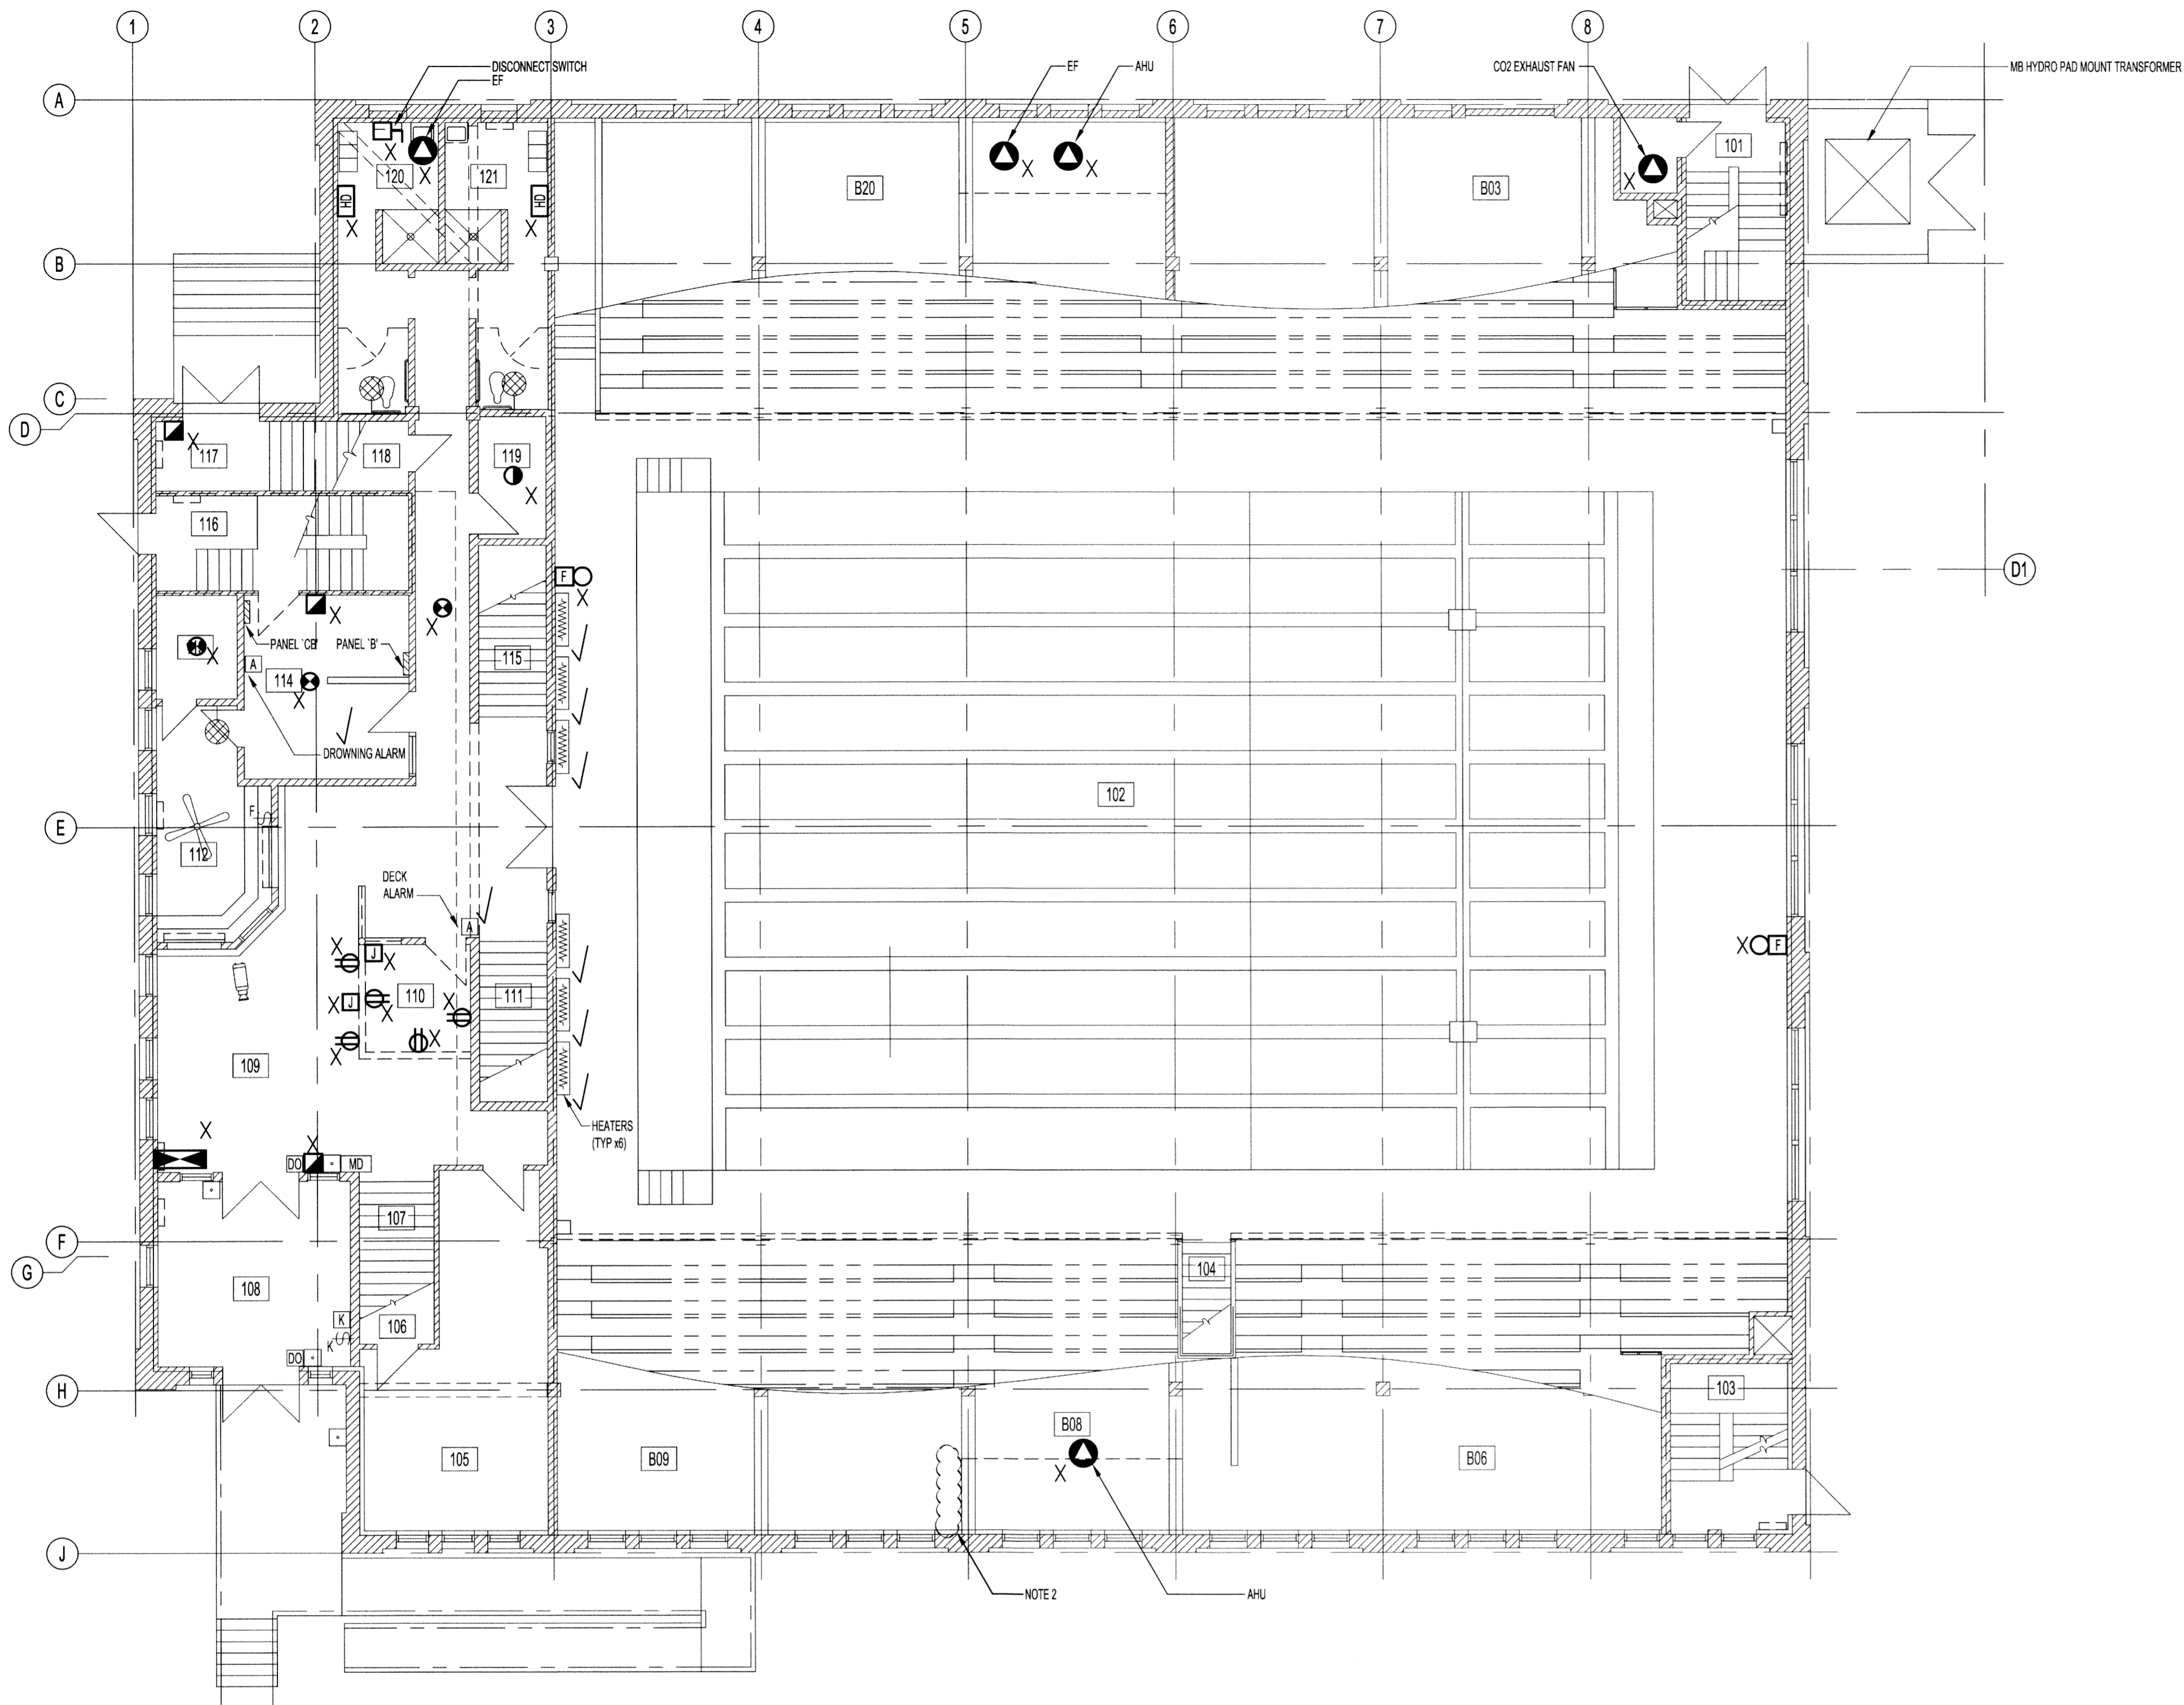 1 2 3 4 5 6 7 8
DISCONNECT SWITCH
EF
EF
AHU
CO2 EXHAUST FAN
MB HYDRO PAD MOUNT TRANSFORMER
A
101
120
121
B20
B03
HD
HD
B
C
D
117
118
119
116
F
D1
PANEL 'CB'
PANEL 'B'
A
115
114
DROWNING ALARM
102
F
E
112
DECK
ALARM
A
J
F
J
110
111
109
HEATERS
(TYP x6)
DO
MD
107
F
G
104
108
K
106
K
DO
H
103
B08
105
B09
B06
J
NOTE 2
AHU